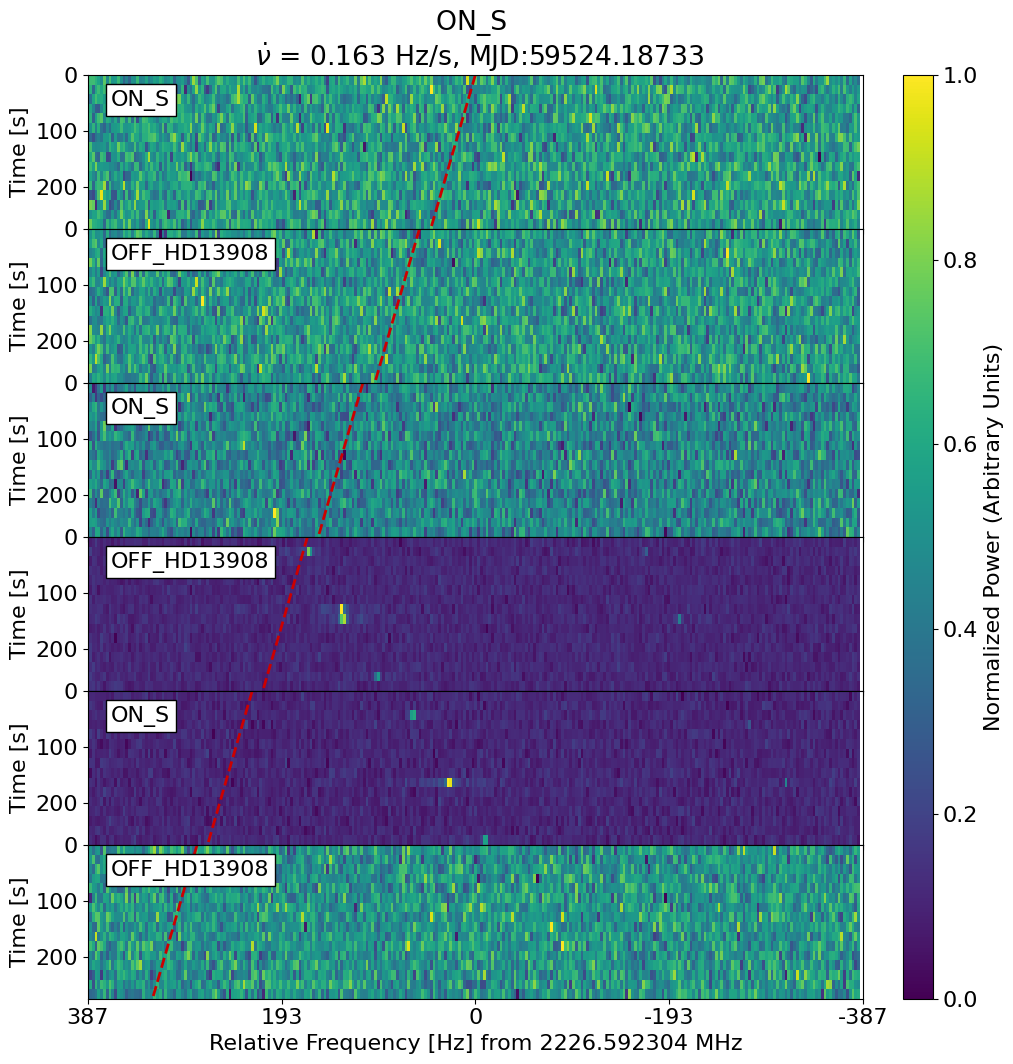 ON_S
ν̇ = 0.163 Hz/s, MJD:59524.18733
0
100
200
Time [s]
ON_S
0
100
200
Time [s]
OFF_HD13908
0
100
200
Time [s]
ON_S
0
100
200
Time [s]
OFF_HD13908
0
100
200
Time [s]
ON_S
0
100
200
Time [s]
OFF_HD13908
387
193
0
-193
-387
Relative Frequency [Hz] from 2226.592304 MHz
1.0
0.8
0.6
0.4
0.2
0.0
Normalized Power (Arbitrary Units)